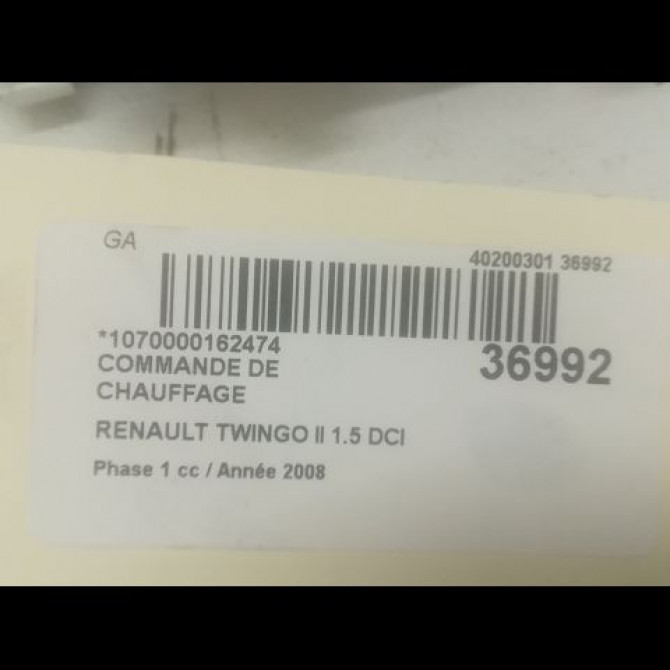 GA
40200301 36992
*1070000162474
36992
COMMANDE DE
CHAUFFAGE
RENAULT TWINGO II 1.5 DCI
Phase 1 cc / Année 2008